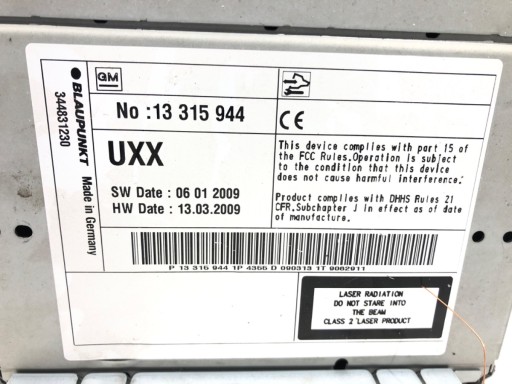 BLAUPUNKT Made in Germany
344831230
GM
No :13 315 944
UXX
SW Date : 06 01 2009
HW Date : 13.03.2009
CE
This device complies with part 15 of
the FCC Rules.Operation is subject
to the condition that this device
does not cause harmful interference.
Product complies with DHHS Rules 21
CFR.Subchapter J in effect as of date
of manufacture.
P 13 315 944 1P 4356 D 090313 1T 9062911
LASER RADIATION
DO NOT STARE INTO
THE BEAM
CLASS 2 LASER PRODUCT